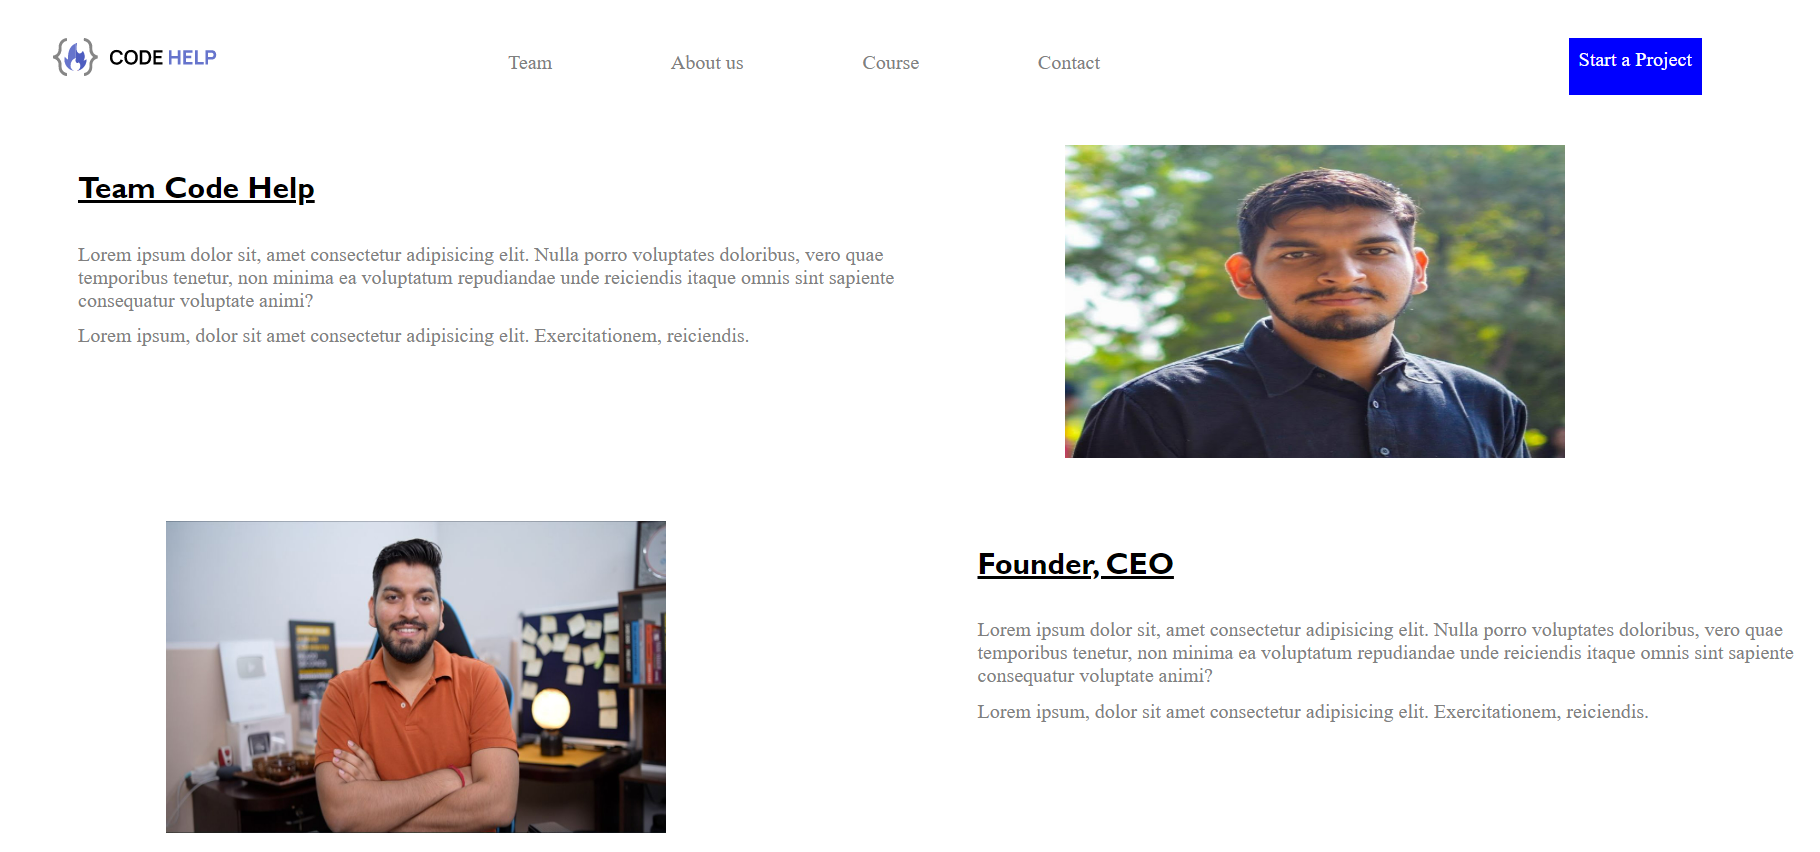 CODE HELP
Team
About us
Course
Contact
Start a Project
Team Code Help
Lorem ipsum dolor sit, amet consectetur adipisicing elit. Nulla porro voluptates doloribus, vero quae
temporibus tenetur, non minima ea voluptatum repudiandae unde reiciendis itaque omnis sint sapiente
consequatur voluptate animi?
Lorem ipsum, dolor sit amet consectetur adipisicing elit. Exercitationem, reiciendis.
Founder, CEO
Lorem ipsum dolor sit, amet consectetur adipisicing elit. Nulla porro voluptates doloribus, vero quae
temporibus tenetur, non minima ea voluptatum repudiandae unde reiciendis itaque omnis sint sapiente
consequatur voluptate animi?
Lorem ipsum, dolor sit amet consectetur adipisicing elit. Exercitationem, reiciendis.